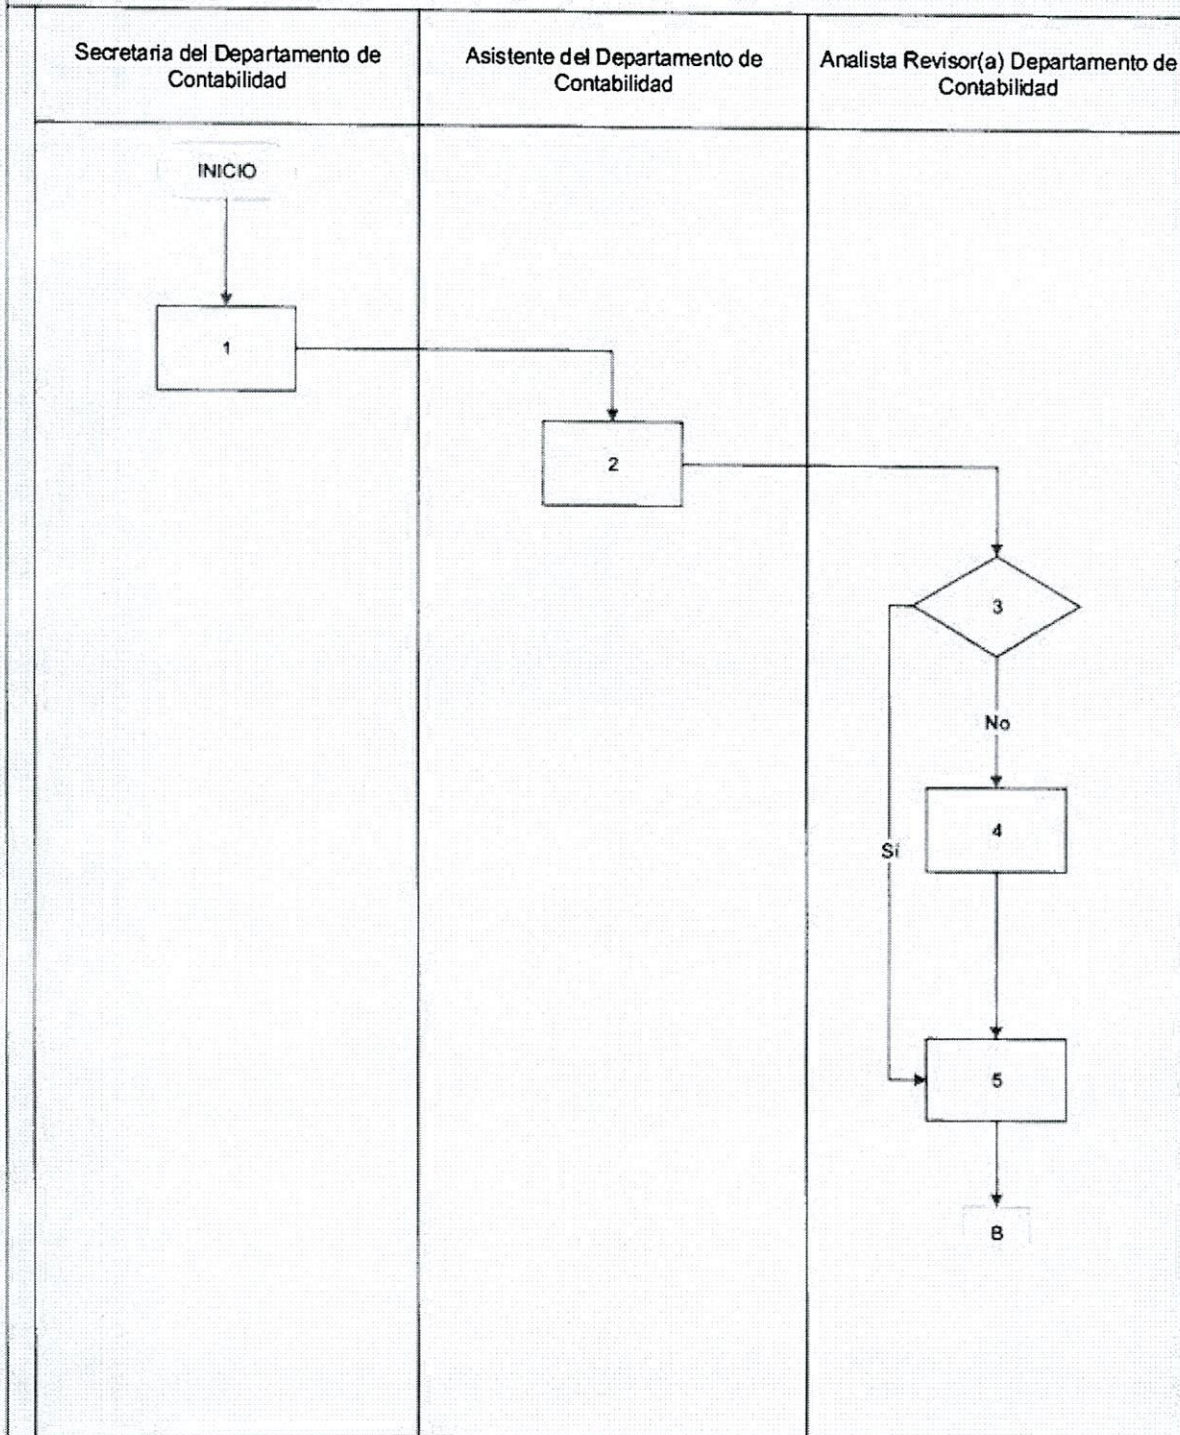 Secretaria del Departamento de
Contabilidad
Asistente del Departamento de
Contabilidad
Analista Revisor(a) Departamento de
Contabilidad
INICIO
1
2
3
No
4
Sí
5
B